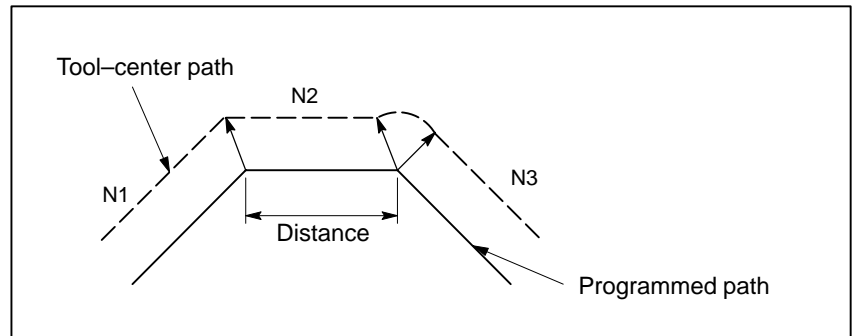 Tool–center path
N2
N1
N3
Distance
Programmed path